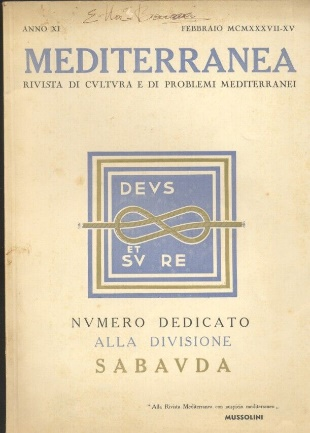 ANNO XI FEBBRAIO MCMXXXVII-XV
MEDITERRANEA
RIVISTA DI CVLTVRA E DI PROBLEMI MEDITERRANEI
DEVS
ET
SV RE
NVMERO DEDICATO
ALLA DIVISIONE
SABAVDA
"Alla Rivista Mediterranea con auspicio mediterraneo„
MUSSOLINI